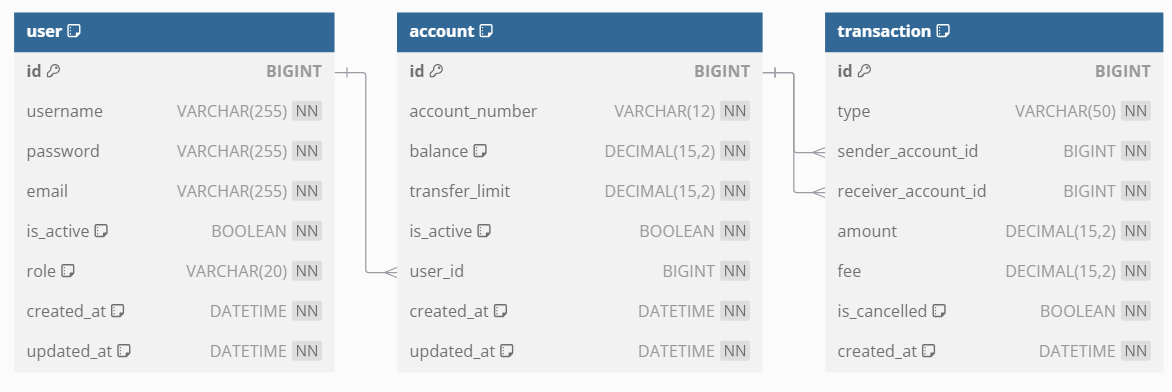 user
id BIGINT
username VARCHAR(255) NN
password VARCHAR(255) NN
email VARCHAR(255) NN
is_active BOOLEAN NN
role VARCHAR(20) NN
created_at DATETIME NN
updated_at DATETIME NN
account
id BIGINT
account_number VARCHAR(12) NN
balance DECIMAL(15,2) NN
transfer_limit DECIMAL(15,2) NN
is_active BOOLEAN NN
user_id BIGINT NN
created_at DATETIME NN
updated_at DATETIME NN
transaction
id BIGINT
type VARCHAR(50) NN
sender_account_id BIGINT NN
receiver_account_id BIGINT NN
amount DECIMAL(15,2) NN
fee DECIMAL(15,2) NN
is_cancelled BOOLEAN NN
created_at DATETIME NN